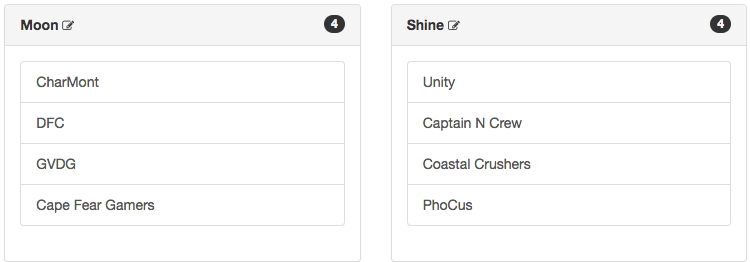 Moon 4
CharMont
DFC
GVDG
Cape Fear Gamers
Shine 4
Unity
Captain N Crew
Coastal Crushers
PhoCus